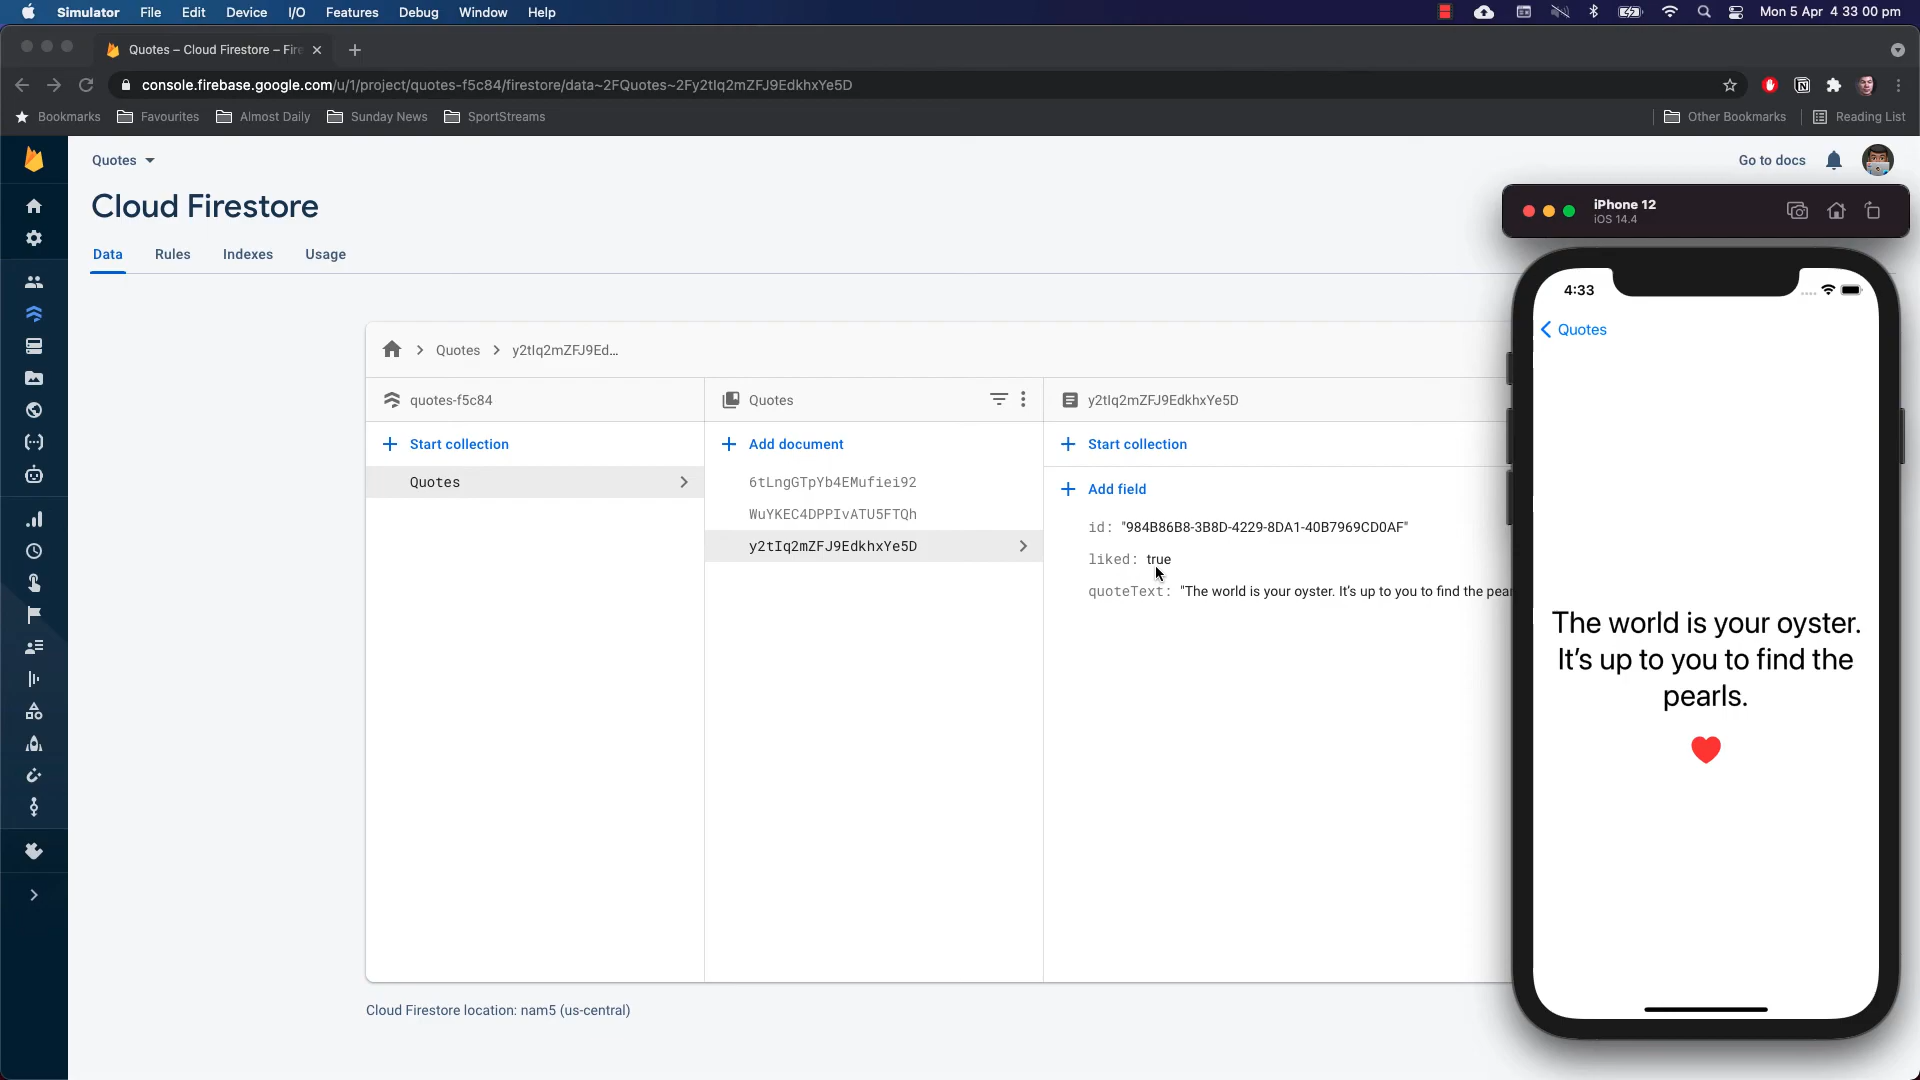 Simulator File Edit Device I/O Features Debug Window Help Mon 5 Apr 4 33 00 pm
Quotes – Cloud Firestore – Fire
console.firebase.google.com/u/1/project/quotes-f5c84/firestore/data~2FQuotes~2Fy2tIq2mZFJ9EdkhxYe5D
Bookmarks Favourites Almost Daily Sunday News SportStreams Other Bookmarks Reading List
Quotes Go to docs
Cloud Firestore
Data Rules Indexes Usage
Quotes y2tIq2mZFJ9Ed...
quotes-f5c84 Quotes y2tIq2mZFJ9EdkhxYe5D
Start collection Add document Start collection
Quotes
6tLngGTpYb4EMufiei92
WuYKEC4DPPIvATU5FTQh
y2tIq2mZFJ9EdkhxYe5D
Add field
id: "984B86B8-3B8D-4229-8DA1-40B7969CD0AF"
liked: true
quoteText: "The world is your oyster. It's up to you to find the pear
Cloud Firestore location: nam5 (us-central)
iPhone 12
iOS 14.4
4:33
Quotes
The world is your oyster.
It's up to you to find the
pearls.